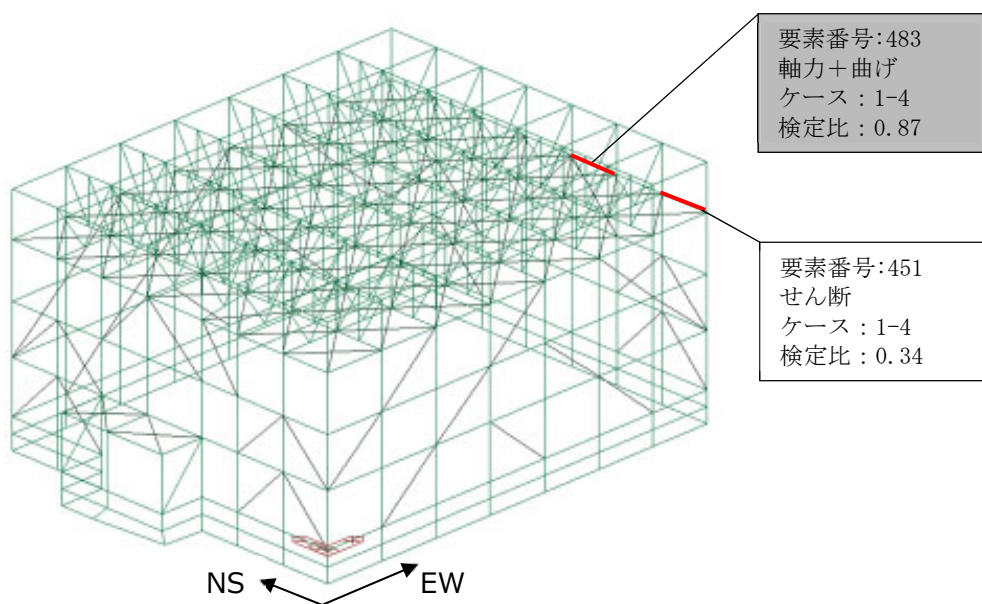 要素番号:483
軸力＋曲げ
ケース：1-4
検定比：0.87
要素番号:451
せん断
ケース：1-4
検定比：0.34
NS
EW